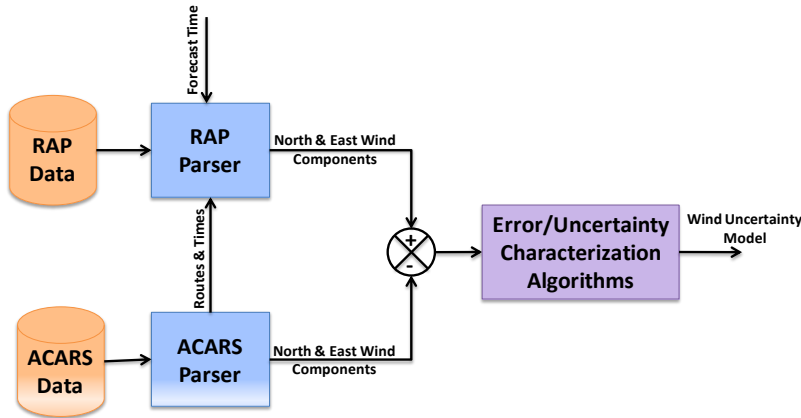 Forecast Time
RAP
Data
RAP
Parser
North & East Wind
Components
Routes & Times
+
-
Error/Uncertainty
Characterization
Algorithms
Wind Uncertainty
Model
ACARS
Data
ACARS
Parser
North & East Wind
Components